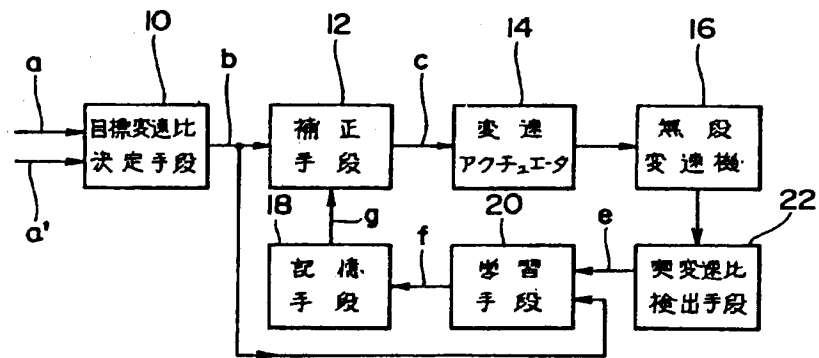 10
12
14
16
a
b
c
目標変速比
決定手段
補正
手段
変速
アクチュエータ
無段
変速機
a'
18
g
20
22
f
e
記憶
手段
学習
手段
実変速比
検出手段